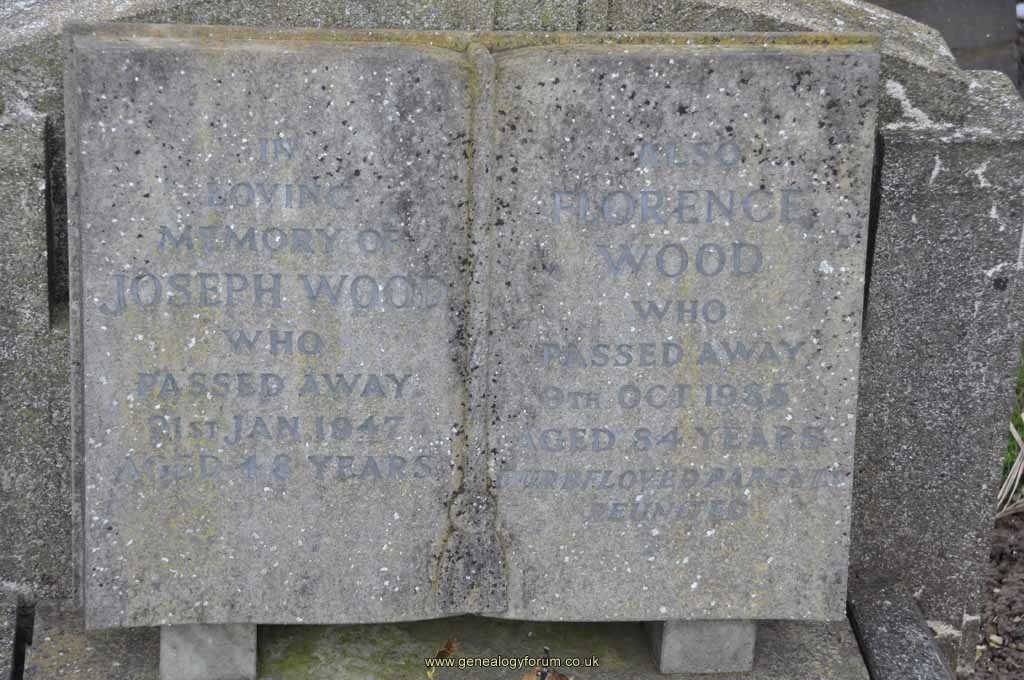 IN
LOVING
MEMORY OF
JOSEPH WOOD
WHO
PASSED AWAY
JAN 1947
AGED 48 YEARS
ALSO
FLORENCE
WOOD
WHO
PASSED AWAY
9TH OCT 1985
AGED 84 YEARS
OUR BELOVED PARENTS
REUNITED
www.genealogyforum.co.uk